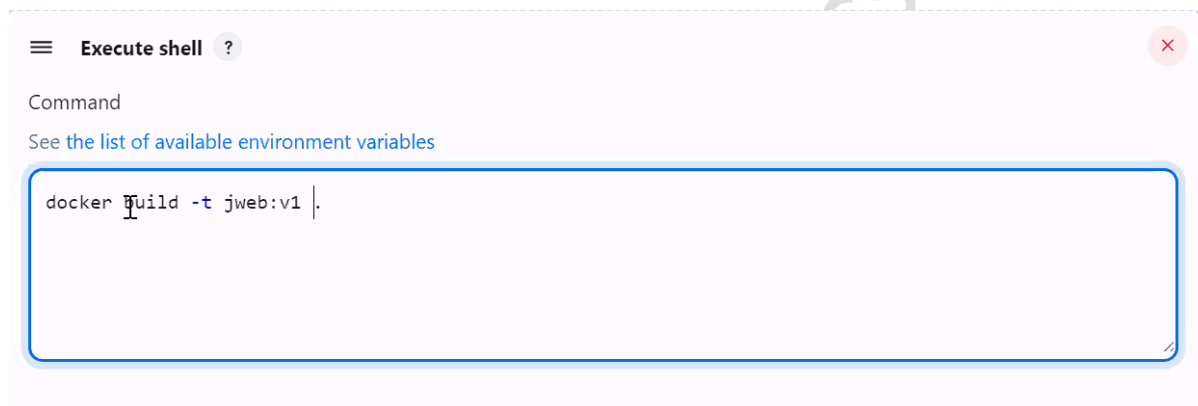 Execute shell ?
Command
See the list of available environment variables
docker build -t jweb:v1 .